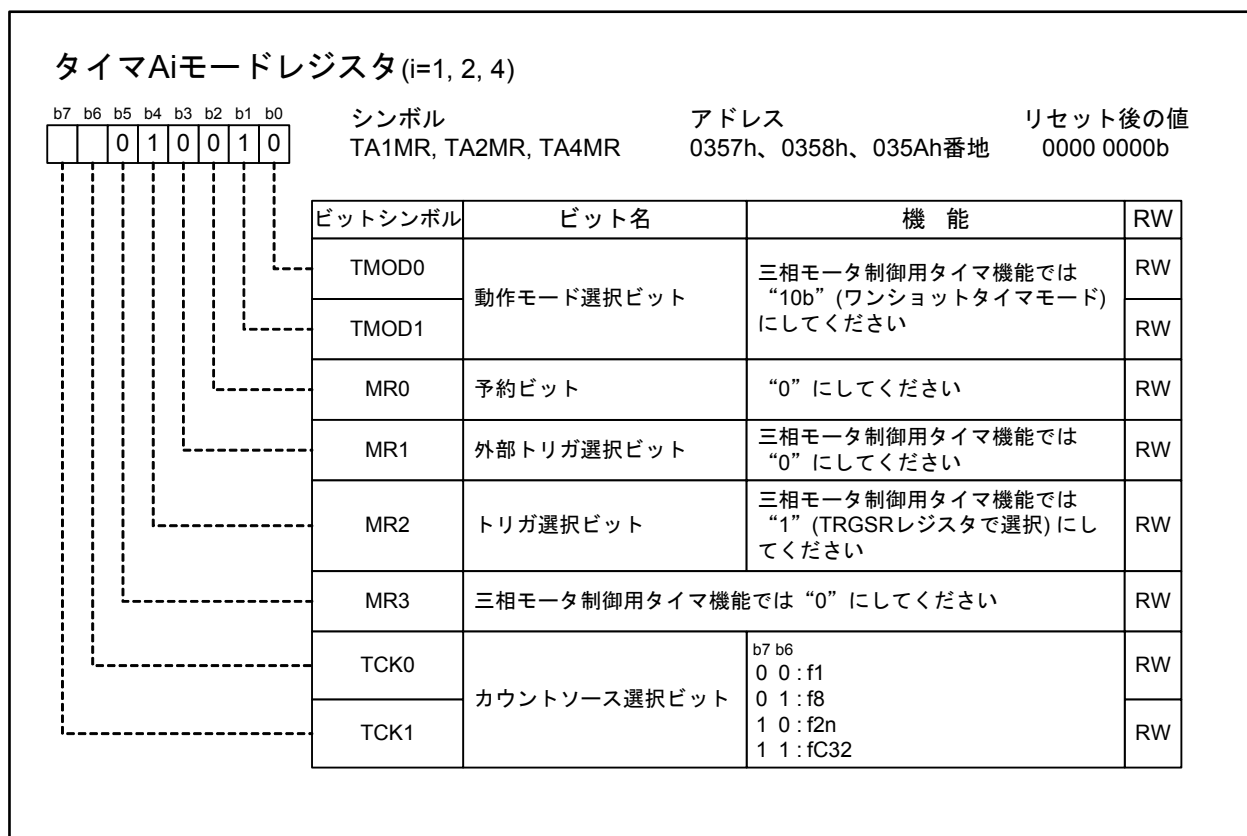 タイマAiモードレジスタ(i=1, 2, 4)
b7 b6 b5 b4 b3 b2 b1 b0
0 1 0 0 1 0
シンボル アドレス リセット後の値
TA1MR, TA2MR, TA4MR 0357h、0358h、035Ah番地 0000 0000b
ビットシンボル ビット名 機 能 RW
TMOD0 RW
動作モード選択ビット
三相モータ制御用タイマ機能では
“10b” (ワンショットタイマモード)
にしてください
TMOD1 RW
MR0 予約ビット “0” にしてください RW
MR1 外部トリガ選択ビット
三相モータ制御用タイマ機能では
“0” にしてください
RW
MR2 トリガ選択ビット
三相モータ制御用タイマ機能では
“1” (TRGSRレジスタで選択) にし
てください
RW
MR3 三相モータ制御用タイマ機能では “0” にしてください RW
TCK0 RW
カウントソース選択ビット
b7 b6
0 0 : f1
0 1 : f8
1 0 : f2n
1 1 : fC32
TCK1 RW